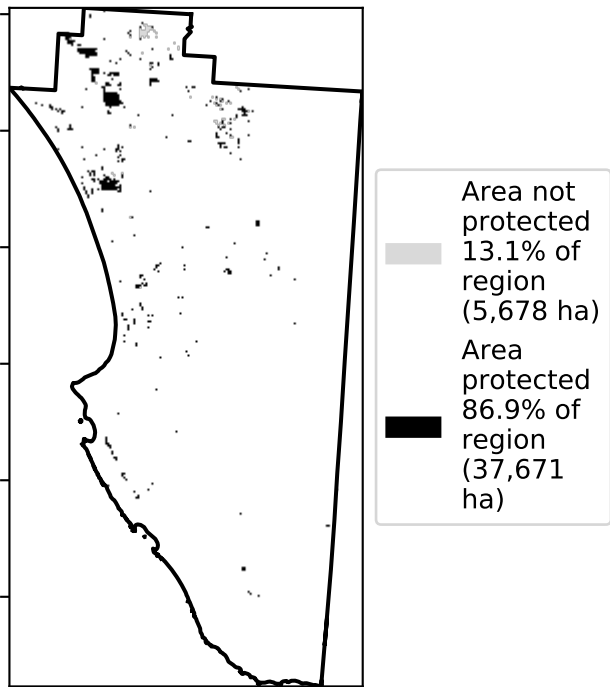 Area not
protected
13.1% of
region
(5,678 ha)
Area
protected
86.9% of
region
(37,671
ha)